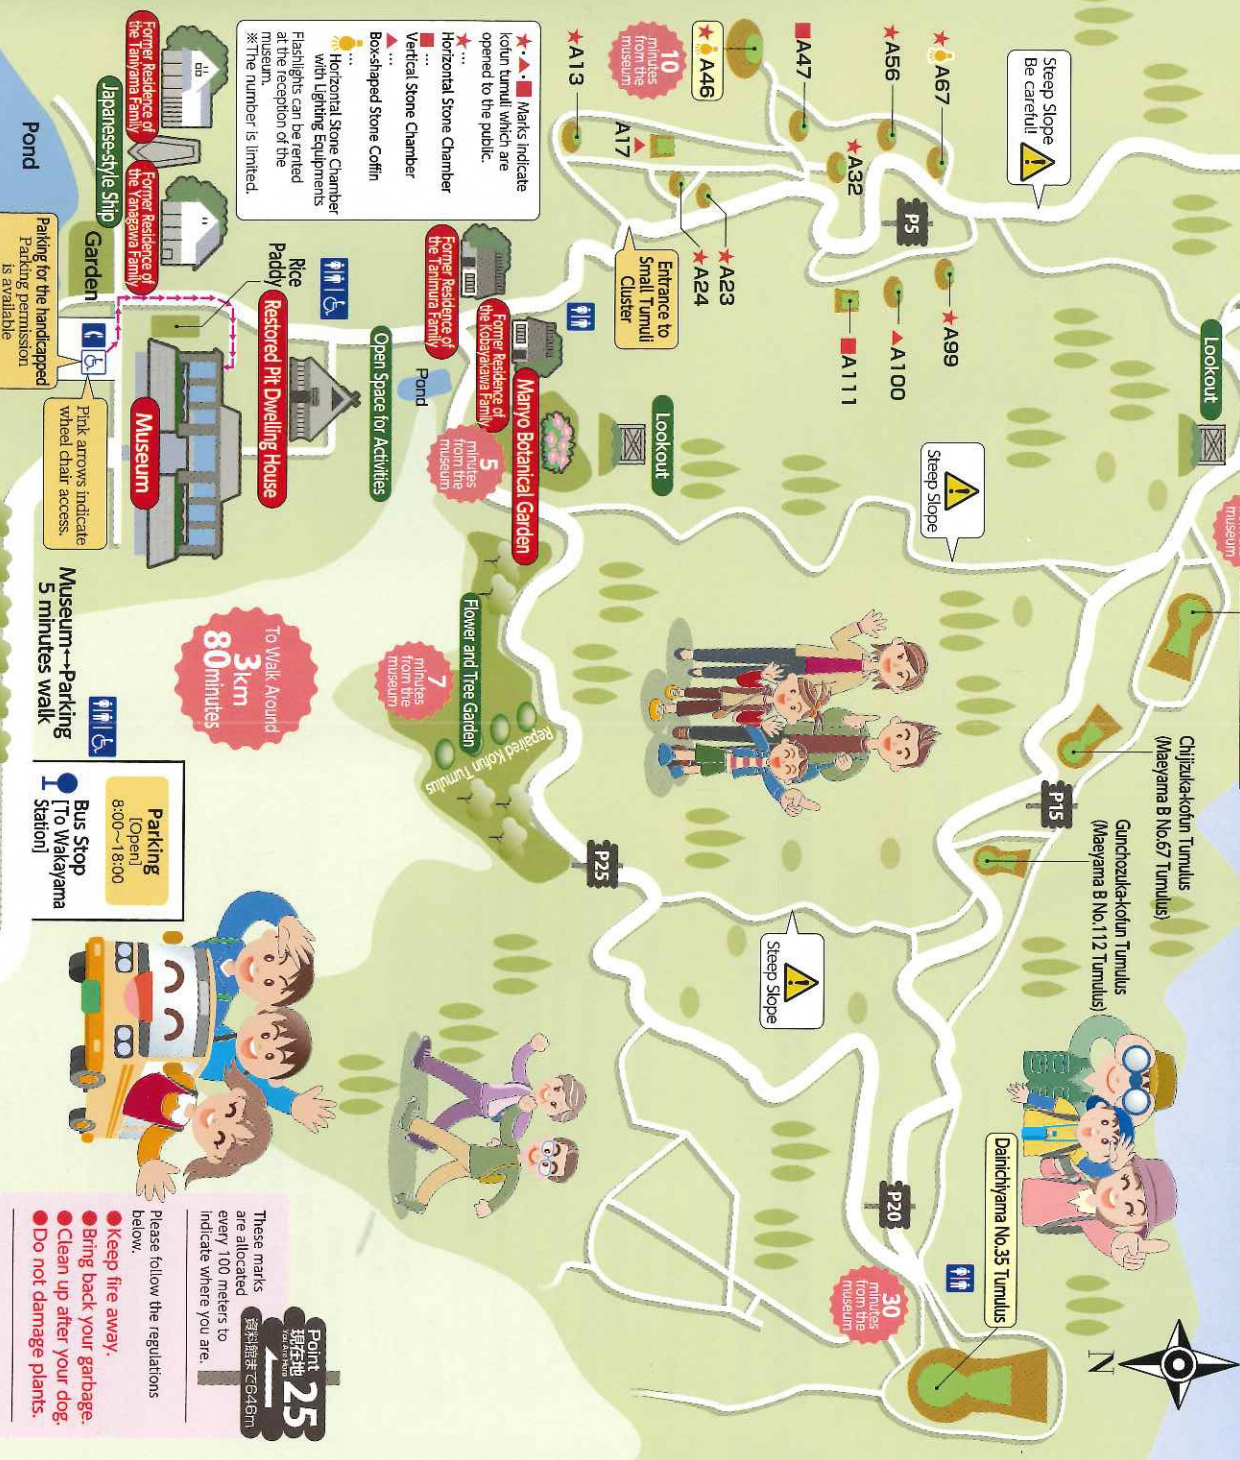 Former Residence of
the Taniyama Family
Japanese-style Ship
Former Residence of
the Yanagawa Family
Pond
Garden
Parking for the handicapped
Parking permission
is available
Pink arrows indicate
wheel chair access.
★・▲・■ Marks indicate
kofun tumuli which are
opened to the public.
★…
Horizontal Stone Chamber
■…
Vertical Stone Chamber
▲…
Box-shaped Stone Coffin
…
Horizontal Stone Chamber
with Lighting Equipments
Flashlights can be rented
at the reception of the
museum.
※The number is limited.
Rice
Paddy
Restored Pit Dwelling House
Museum
Open Space for Activities
Former Residence of
the Tanimura Family
Former Residence of
the Kobayakawa Family
Pond
Manyo Botanical Garden
5
minutes
from the
museum
10
minutes
from the
museum
★A13
★A46
A17
▲
■A47
★A56
★A67
★A32
★A23
★A24
★A99
▲A100
■A111
P5
Entrance to
Small Tumuli
Cluster
Steep Slope
Be careful!
Lookout
Lookout
Steep Slope
museum
Chijizuka-kofun Tumulus
(Maeyama B No.67 Tumulus)
Gunchozuka-kofun Tumulus
(Maeyama B No.112 Tumulus)
P15
P25
Steep Slope
Flower and Tree Garden
Repaired Kofun Tumulus
7
minutes
from the
museum
To Walk Around
3km
80minutes
Museum↔Parking
5 minutes walk
Parking
[Open]
8:00～18:00
Bus Stop
[To Wakayama
Station]
P20
Dainichiyama No.35 Tumulus
30
minutes
from the
museum
N
These marks
are allocated
every 100 meters to
indicate where you are.
Point
現在地
You Are Here
25
資料館まで646m
Please follow the regulations
below.
●Keep fire away.
●Bring back your garbage.
●Clean up after your dog.
●Do not damage plants.